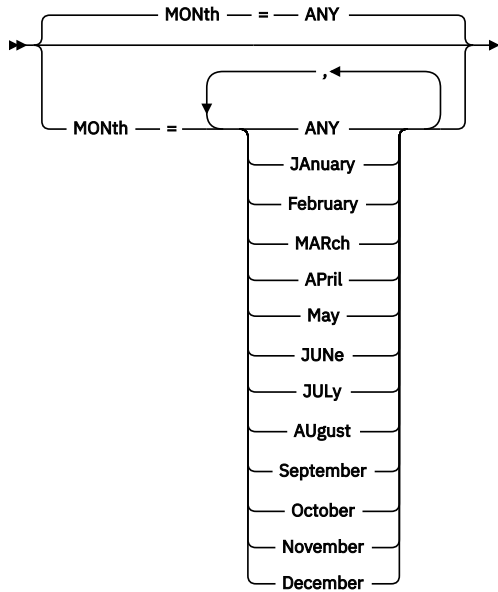 MONth = ANY
,
MONth = ANY
JAnuary
February
MARch
APril
May
JUNe
JULy
AUgust
September
October
November
December